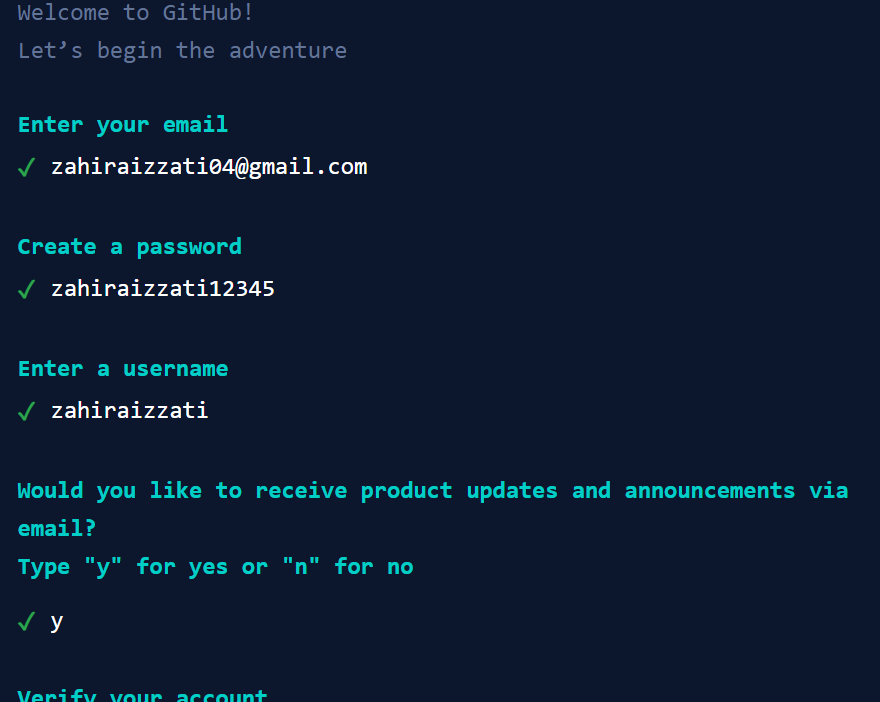 Welcome to GitHub!
Let’s begin the adventure
Enter your email
✓ zahiraizzati04@gmail.com
Create a password
✓ zahiraizzati12345
Enter a username
✓ zahiraizzati
Would you like to receive product updates and announcements via
email?
Type "y" for yes or "n" for no
✓ y
Verify your account